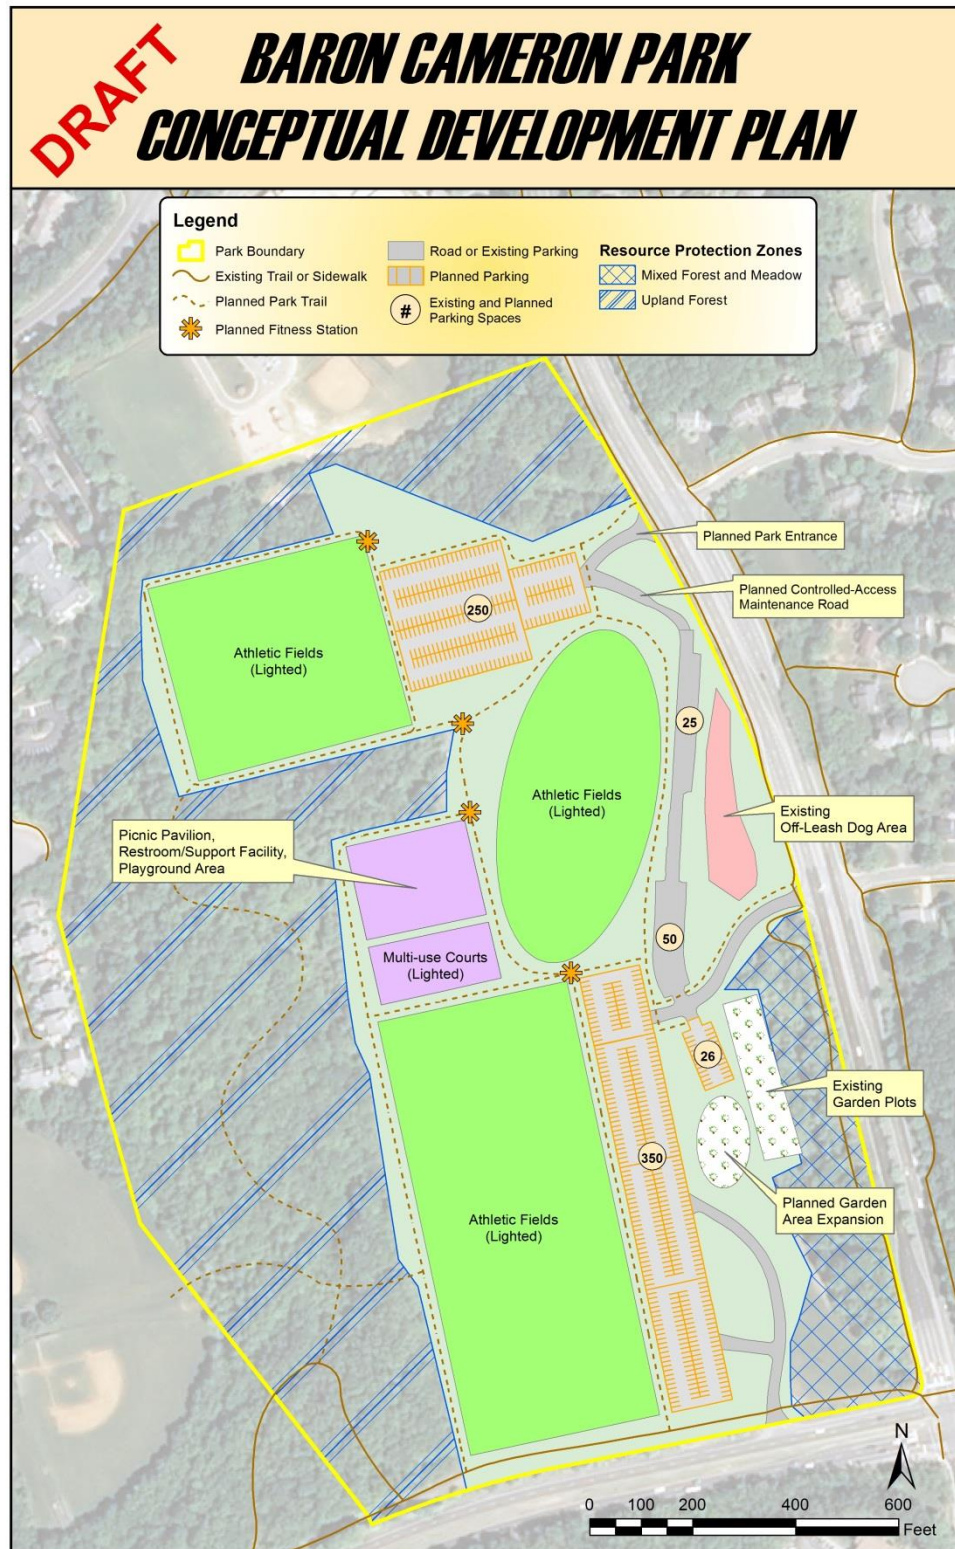 DRAFT
BARON CAMERON PARK
CONCEPTUAL DEVELOPMENT PLAN
Legend
Park Boundary
Existing Trail or Sidewalk
Planned Park Trail
Planned Fitness Station
Road or Existing Parking
Planned Parking
#
Existing and Planned
Parking Spaces
Resource Protection Zones
Mixed Forest and Meadow
Upland Forest
Planned Park Entrance
Planned Controlled-Access
Maintenance Road
250
Athletic Fields
(Lighted)
25
Athletic Fields
(Lighted)
Existing
Off-Leash Dog Area
Picnic Pavilion,
Restroom/Support Facility,
Playground Area
50
Multi-use Courts
(Lighted)
26
Existing
Garden Plots
350
Planned Garden
Area Expansion
Athletic Fields
(Lighted)
N
0 100 200 400 600
Feet